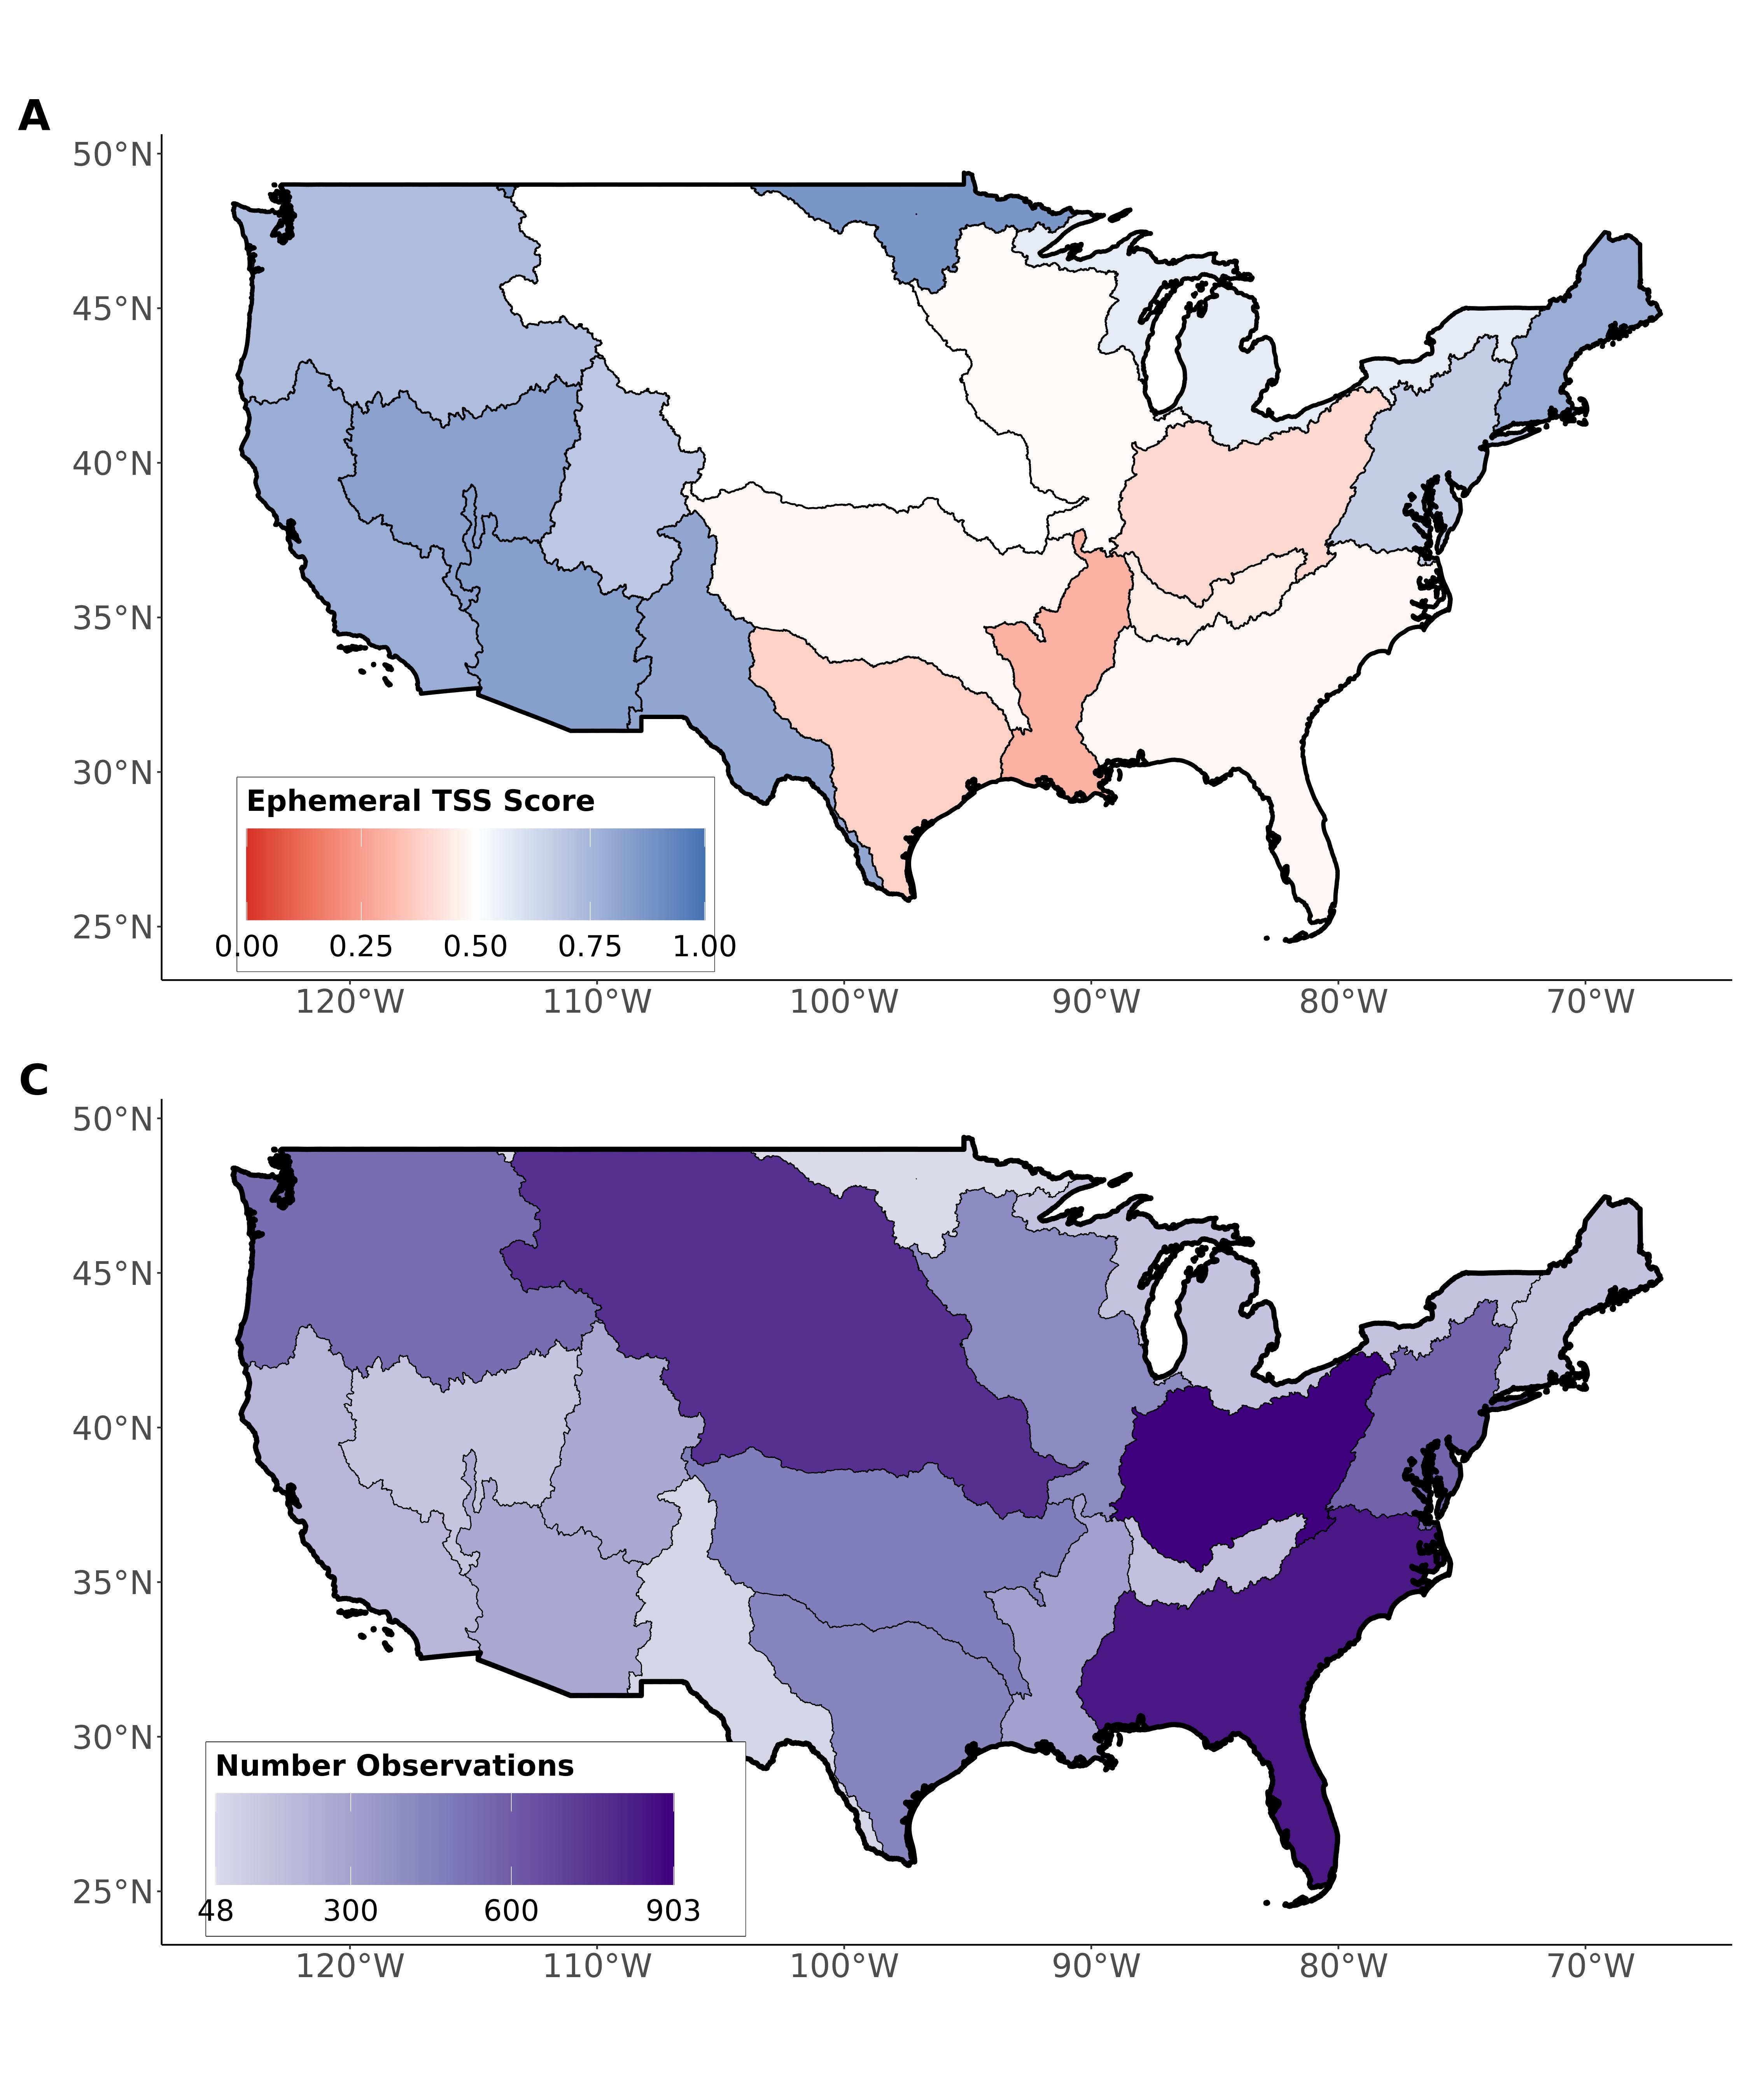 A
50°N
45°N
40°N
35°N
30°N
25°N
Ephemeral TSS Score
0.00 0.25 0.50 0.75 1.00
120°W 110°W 100°W 90°W 80°W 70°W
C
50°N
45°N
40°N
35°N
30°N
25°N
Number Observations
48 300 600 903
120°W 110°W 100°W 90°W 80°W 70°W